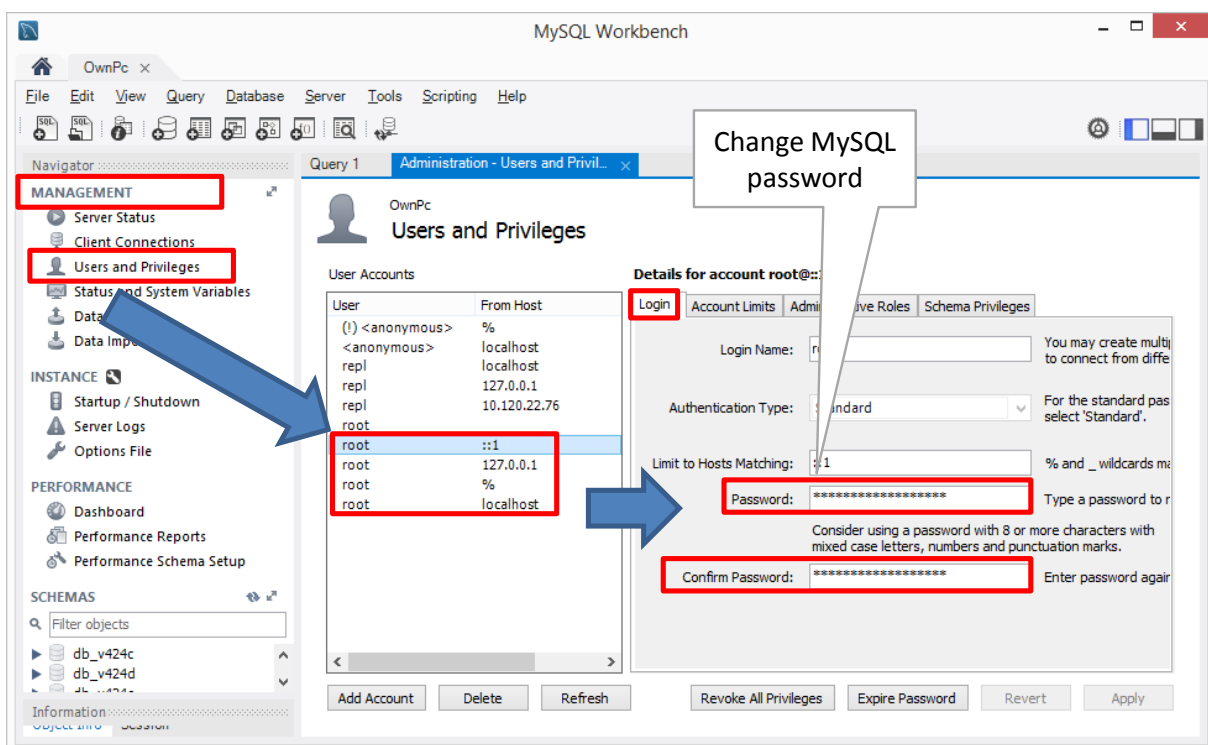 MySQL Workbench
OwnPc
File Edit View Query Database Server Tools Scripting Help
Change MySQL
password
Navigator
MANAGEMENT
Server Status
Client Connections
Users and Privileges
Status and System Variables
Data
Data Impo
INSTANCE
Startup / Shutdown
Server Logs
Options File
PERFORMANCE
Dashboard
Performance Reports
Performance Schema Setup
SCHEMAS
Filter objects
db_v424c
db_v424d
Information
Query 1 Administration - Users and Privil...
OwnPc
Users and Privileges
User Accounts
User From Host
(!) <anonymous> %
<anonymous> localhost
repl localhost
repl 127.0.0.1
repl 10.120.22.76
root
root ::1
root 127.0.0.1
root %
root localhost
Add Account Delete Refresh
Details for account root@::1
Login Account Limits Adm ive Roles Schema Privileges
Login Name: You may create multi
to connect from diffe
Authentication Type: Standard For the standard pas
select 'Standard'.
Limit to Hosts Matching: ::1 % and _ wildcards ma
Password: ****************** Type a password to r
Consider using a password with 8 or more characters with
mixed case letters, numbers and punctuation marks.
Confirm Password: ****************** Enter password again
Revoke All Privileges Expire Password Revert Apply